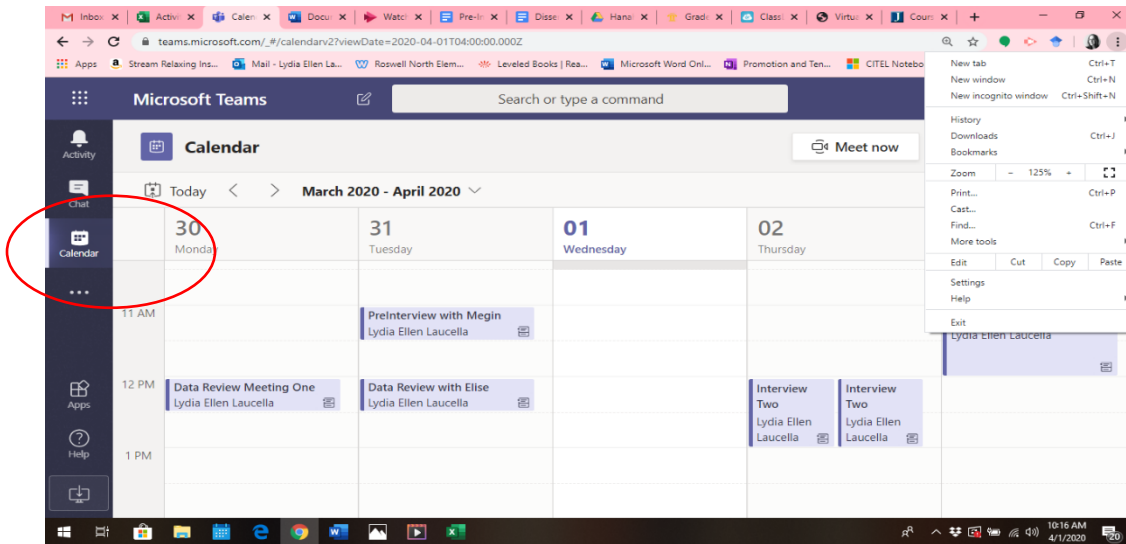 Inbox
Activi
Calen
Docu
Watch
Pre-In
Disse
Hana
Grade
Classl
Virtua
Cours
teams.microsoft.com/_#/calendarv2?viewDate=2020-04-01T04:00:00.000Z
Apps Stream Relaxing Ins... Mail - Lydia Ellen La... Roswell North Elem... Leveled Books | Rea... Microsoft Word Onl... Promotion and Ten... CITEL Notebo
New tab Ctrl+T
New window Ctrl+N
New incognito window Ctrl+Shift+N
History
Downloads Ctrl+J
Bookmarks
Zoom - 125% +
Print... Ctrl+P
Cast...
Find... Ctrl+F
More tools
Edit Cut Copy Paste
Settings
Help
Exit
Microsoft Teams
Search or type a command
Activity
Chat
Calendar
Apps
Help
Calendar
Meet now
Today < > March 2020 - April 2020
30 31 01 02
Monday Tuesday Wednesday Thursday
11 AM
PreInterview with Megin
Lydia Ellen Laucella
Lydia Ellen Laucella
12 PM
Data Review Meeting One
Lydia Ellen Laucella
Data Review with Elise
Lydia Ellen Laucella
Interview
Two
Lydia Ellen
Laucella
Interview
Two
Lydia Ellen
Laucella
1 PM
10:16 AM
4/1/2020
20